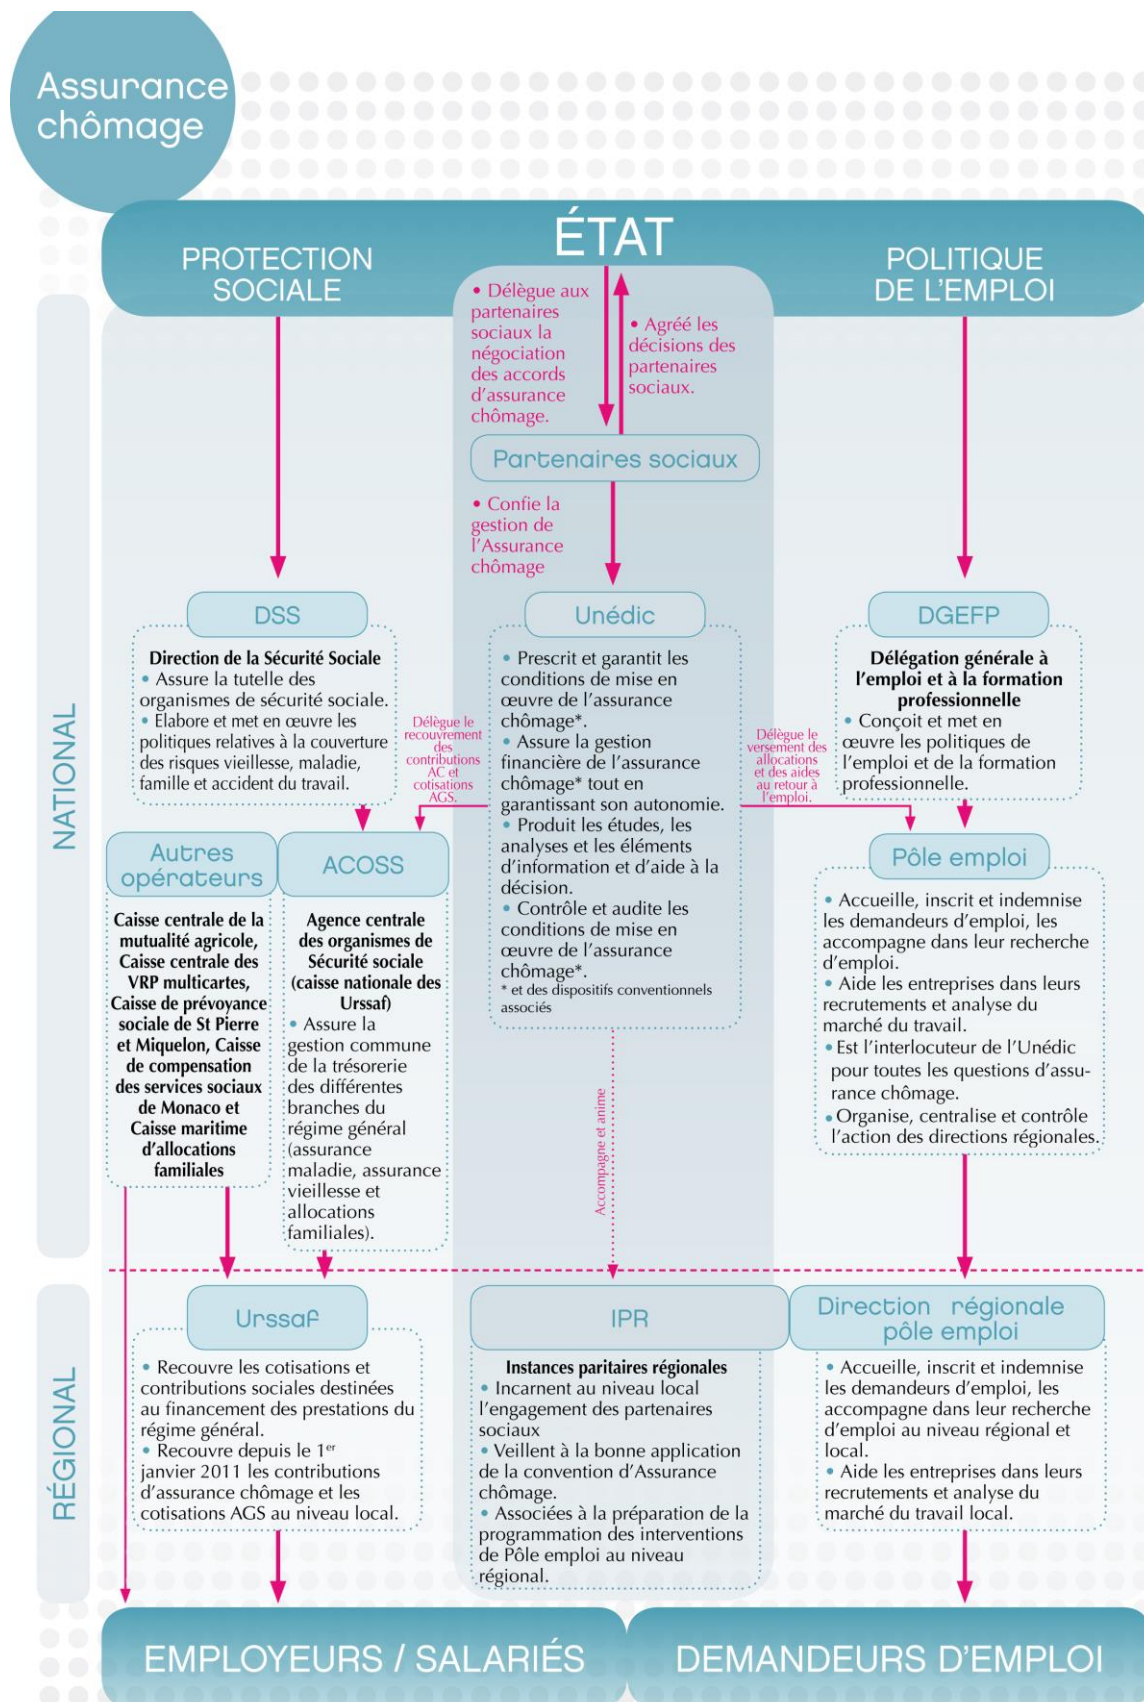 Assurance
chômage
ÉTAT
PROTECTION
SOCIALE
POLITIQUE
DE L'EMPLOI
• Délègue aux
partenaires
sociaux la
négociation
des accords
d'assurance
chômage.
• Agréé les
décisions des
partenaires
sociaux.
Partenaires sociaux
• Confie la
gestion de
l'Assurance
chômage
NATIONAL
DSS
Direction de la Sécurité Sociale
• Assure la tutelle des
organismes de sécurité sociale.
• Elabore et met en œuvre les
politiques relatives à la couverture
des risques vieillesse, maladie,
famille et accident du travail.
Délègue le
recouvrement
des
contributions
AC et
cotisations
AGS.
Unédic
• Prescrit et garantit les
conditions de mise en
œuvre de l'assurance
chômage*.
• Assure la gestion
financière de l'assurance
chômage* tout en
garantissant son autonomie.
• Produit les études, les
analyses et les éléments
d'information et d'aide à la
décision.
• Contrôle et audite les
conditions de mise en
œuvre de l'assurance
chômage*.
* et des dispositifs conventionnels
associés
Délègue le
versement des
allocations
et des aides
au retour à
l'emploi.
DGEFP
Délégation générale à
l'emploi et à la formation
professionnelle
• Conçoit et met en
œuvre les politiques de
l'emploi et de la formation
professionnelle.
Autres
opérateurs
Caisse centrale de la
mutualité agricole,
Caisse centrale des
VRP multicartes,
Caisse de prévoyance
sociale de St Pierre
et Miquelon, Caisse
de compensation
des services sociaux
de Monaco et
Caisse maritime
d'allocations
familiales
ACOSS
Agence centrale
des organismes de
Sécurité sociale
(caisse nationale des
Urssaf)
• Assure la
gestion commune
de la trésorerie
des différentes
branches du
régime général
(assurance
maladie, assurance
vieillesse et
allocations
familiales).
Pôle emploi
• Accueille, inscrit et indemnise
les demandeurs d'emploi, les
accompagne dans leur recherche
d'emploi.
• Aide les entreprises dans leurs
recrutements et analyse du
marché du travail.
• Est l'interlocuteur de l'Unédic
pour toutes les questions d'assu-
rance chômage.
• Organise, centralise et contrôle
l'action des directions régionales.
Accompagne et anime
RÉGIONAL
Urssaf
• Recouvre les cotisations et
contributions sociales destinées
au financement des prestations du
régime général.
• Recouvre depuis le 1er
janvier 2011 les contributions
d'assurance chômage et les
cotisations AGS au niveau local.
IPR
Instances paritaires régionales
• Incarnent au niveau local
l'engagement des partenaires
sociaux
• Veillent à la bonne application
de la convention d'Assurance
chômage.
• Associées à la préparation de la
programmation des interventions
de Pôle emploi au niveau
régional.
Direction régionale
pôle emploi
• Accueille, inscrit et indemnise
les demandeurs d'emploi, les
accompagne dans leur recherche
d'emploi au niveau régional et
local.
• Aide les entreprises dans leurs
recrutements et analyse du
marché du travail local.
EMPLOYEURS / SALARIÉS
DEMANDEURS D'EMPLOI